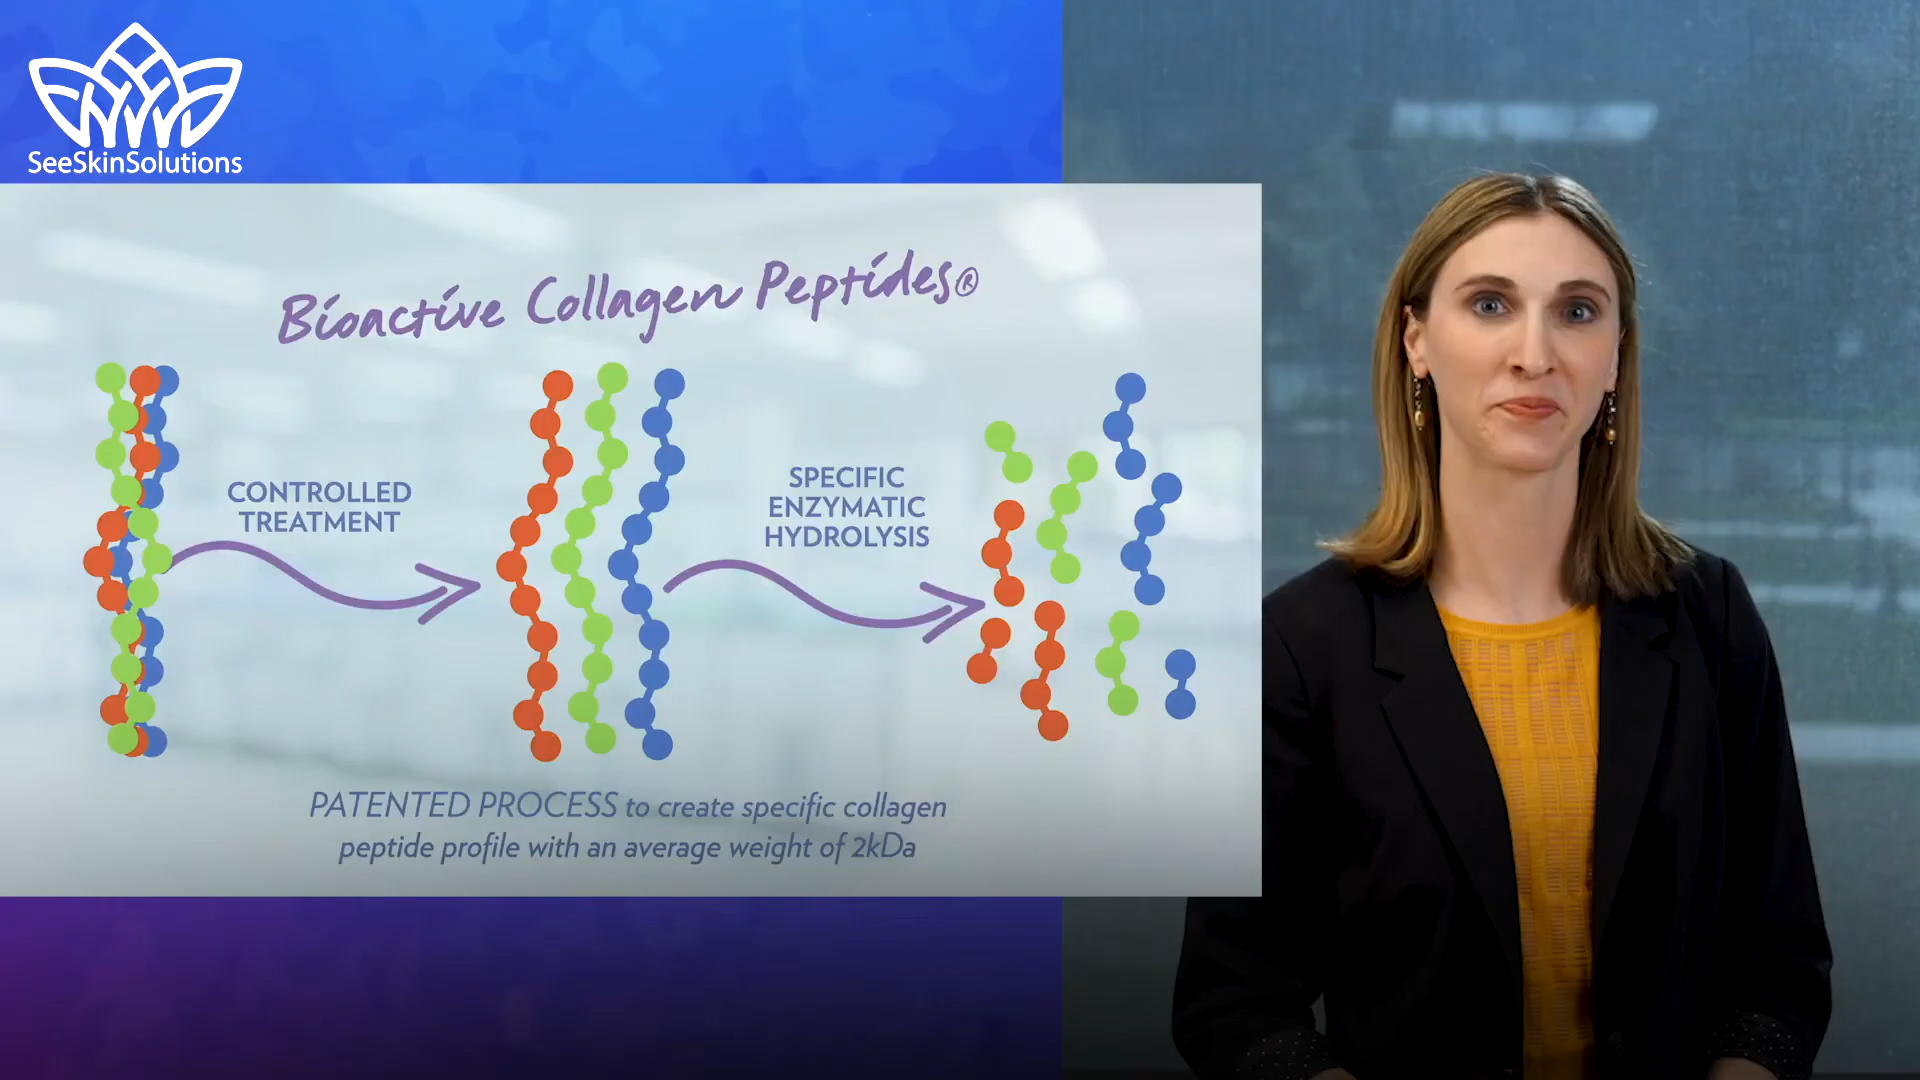 SeeSkinSolutions
Bioactive Collagen Peptides®
CONTROLLED
TREATMENT
SPECIFIC
ENZYMATIC
HYDROLYSIS
PATENTED PROCESS to create specific collagen
peptide profile with an average weight of 2kDa